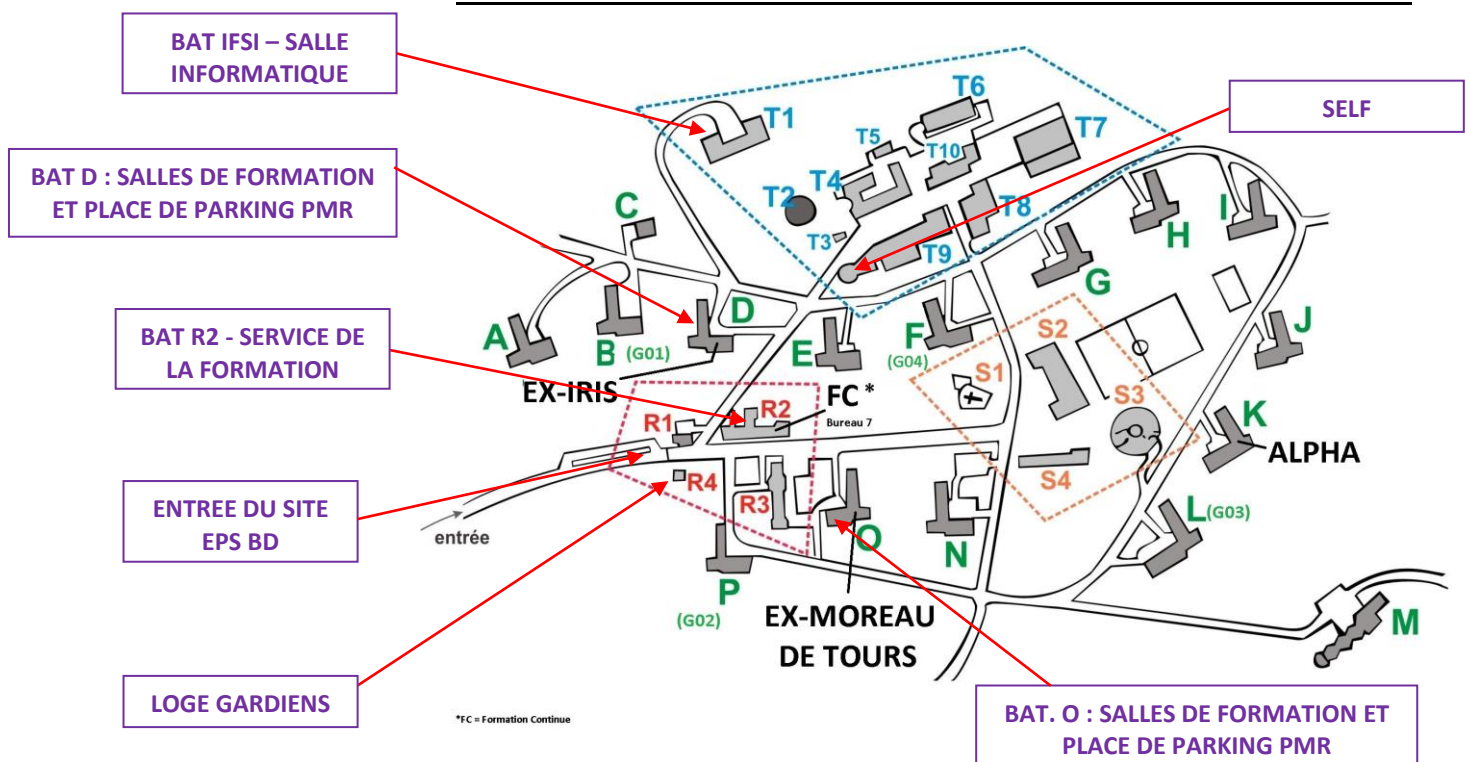 BAT IFSI – SALLE
INFORMATIQUE
SELF
BAT D : SALLES DE FORMATION
ET PLACE DE PARKING PMR
BAT R2 - SERVICE DE
LA FORMATION
ENTREE DU SITE
EPS BD
LOGE GARDIENS
BAT. O : SALLES DE FORMATION ET
PLACE DE PARKING PMR
T1
T6
T5
T10
T7
T4
T2
T3
T8
T9
C
A
B (G01)
D
EX-IRIS
E
F
(G04)
G
H
I
J
S1
S2
S3
S4
K
ALPHA
L (G03)
M
R1
R2
FC *
Bureau 7
R4
R3
entrée
O
N
P
(G02)
EX-MOREAU
DE TOURS
*FC = Formation Continue